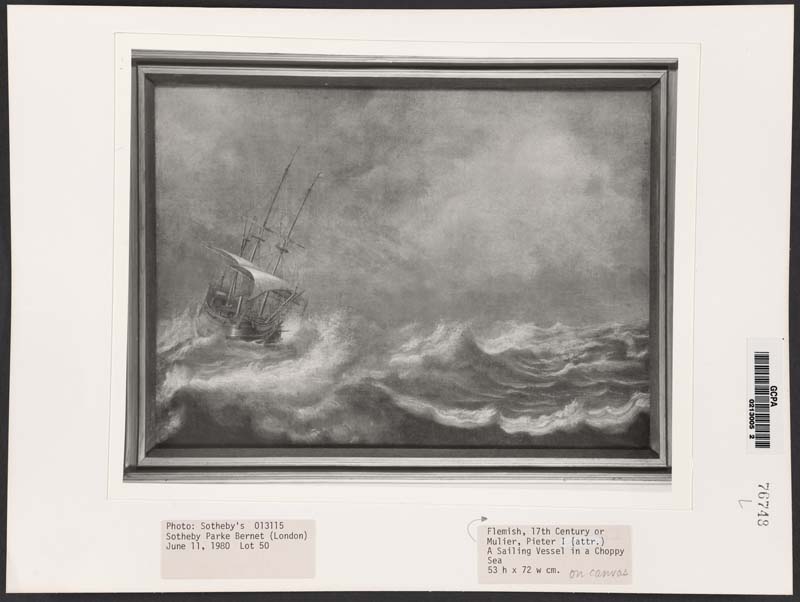 GCPA
0213005 2
76748
L
Photo: Sotheby's 013115
Sotheby Parke Bernet (London)
June 11, 1980 Lot 50
Flemish, 17th Century or
Mulier, Pieter I (attr.)
A Sailing Vessel in a Choppy
Sea
53 h x 72 w cm. on canvas